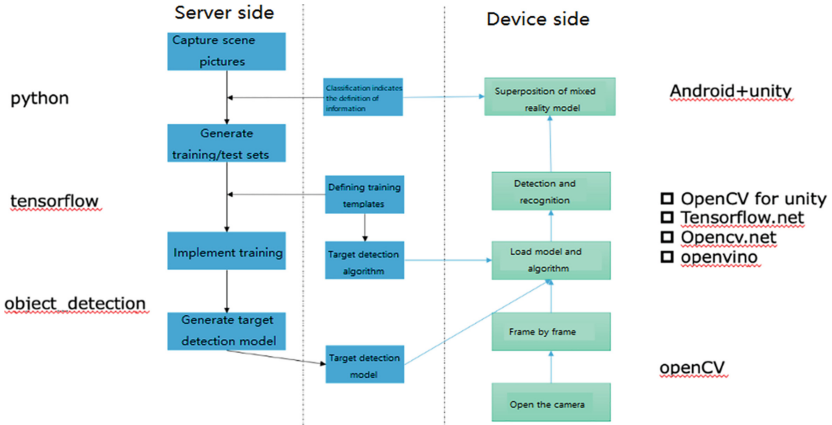 Server side
Device side
Capture scene
pictures
python
Classification indicates
the definition of
information
Superposition of mixed
reality model
Android+unity
Generate
training/test sets
tensorflow
Defining training
templates
Detection and
recognition
OpenCV for unity
Tensorflow.net
Opencv.net
openvino
Implement training
Target detection
algorithm
Load model and
algorithm
object_detection
Generate target
detection model
Frame by frame
Target detection
model
openCV
Open the camera